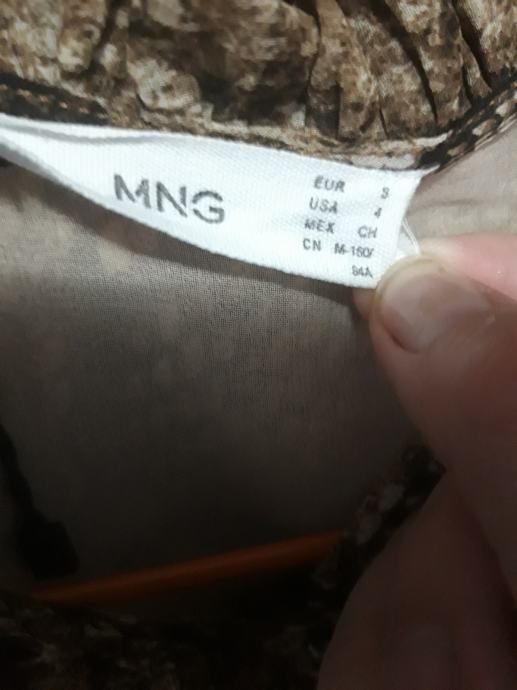 MNG
EUR S
USA 4
MEX CH
CN M-160/
84A